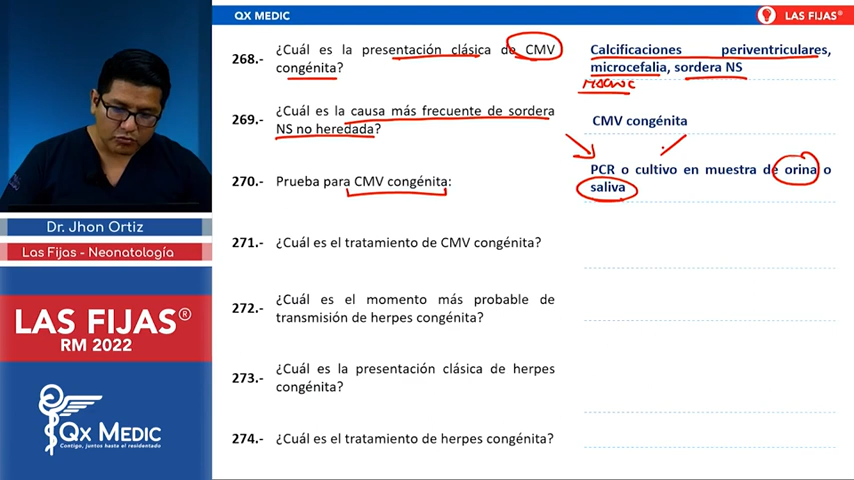 QX MEDIC
LAS FIJAS®
268.- ¿Cuál es la presentación clásica de CMV
congénita?
Calcificaciones periventriculares,
microcefalia, sordera NS
269.- ¿Cuál es la causa más frecuente de sordera
NS no heredada?
CMV congénita
270.- Prueba para CMV congénita:
PCR o cultivo en muestra de orina o
saliva
271.- ¿Cuál es el tratamiento de CMV congénita?
272.- ¿Cuál es el momento más probable de
transmisión de herpes congénita?
273.- ¿Cuál es la presentación clásica de herpes
congénita?
274.- ¿Cuál es el tratamiento de herpes congénita?
Dr. Jhon Ortiz
Las Fijas - Neonatología
LAS FIJAS®
RM 2022
QX MEDIC
Contigo, juntos hasta el residentado